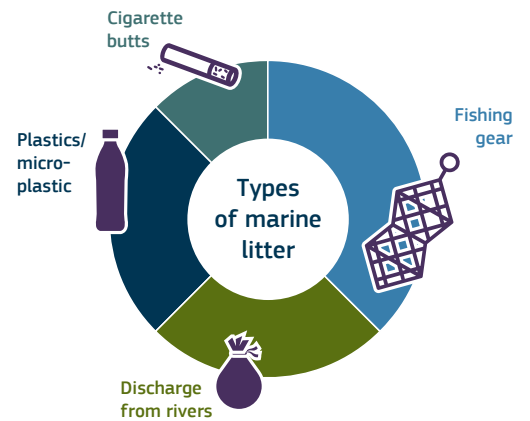 Cigarette
butts
Fishing
gear
Plastics/
micro-
plastic
Types
of marine
litter
Discharge
from rivers